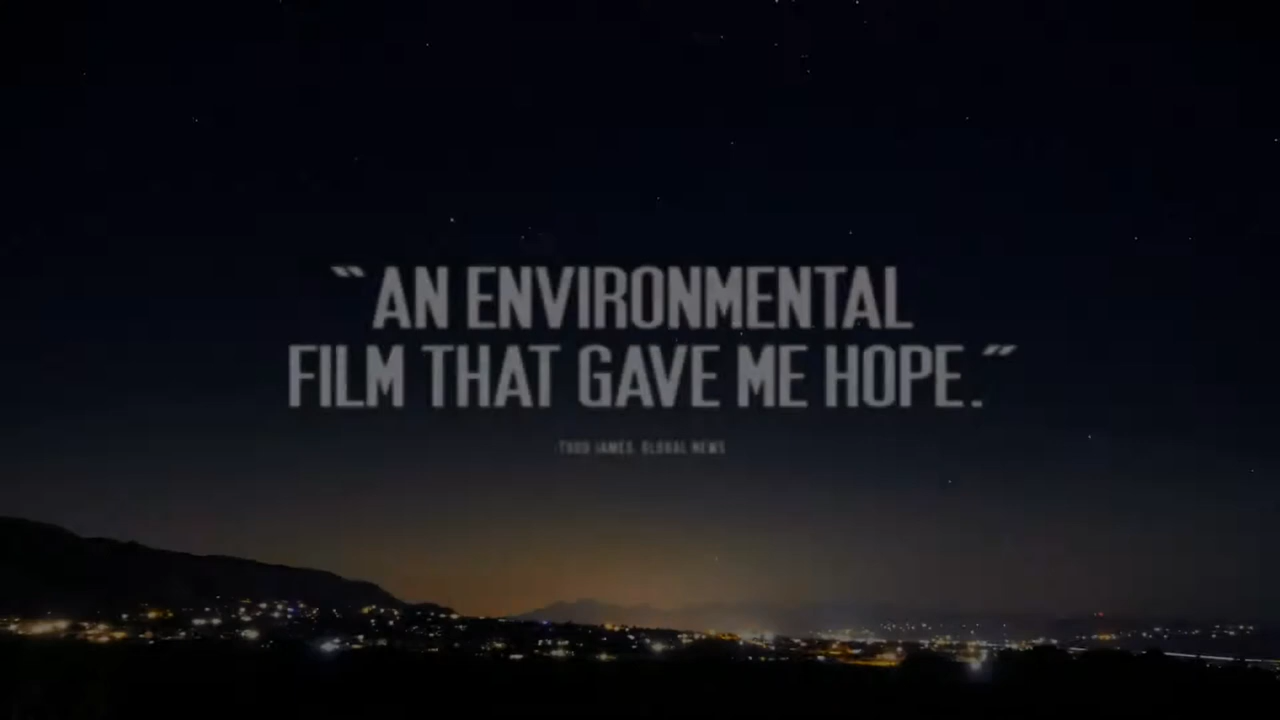 “AN ENVIRONMENTAL
FILM THAT GAVE ME HOPE.”
-TODD JAMES, GLOBAL NEWS